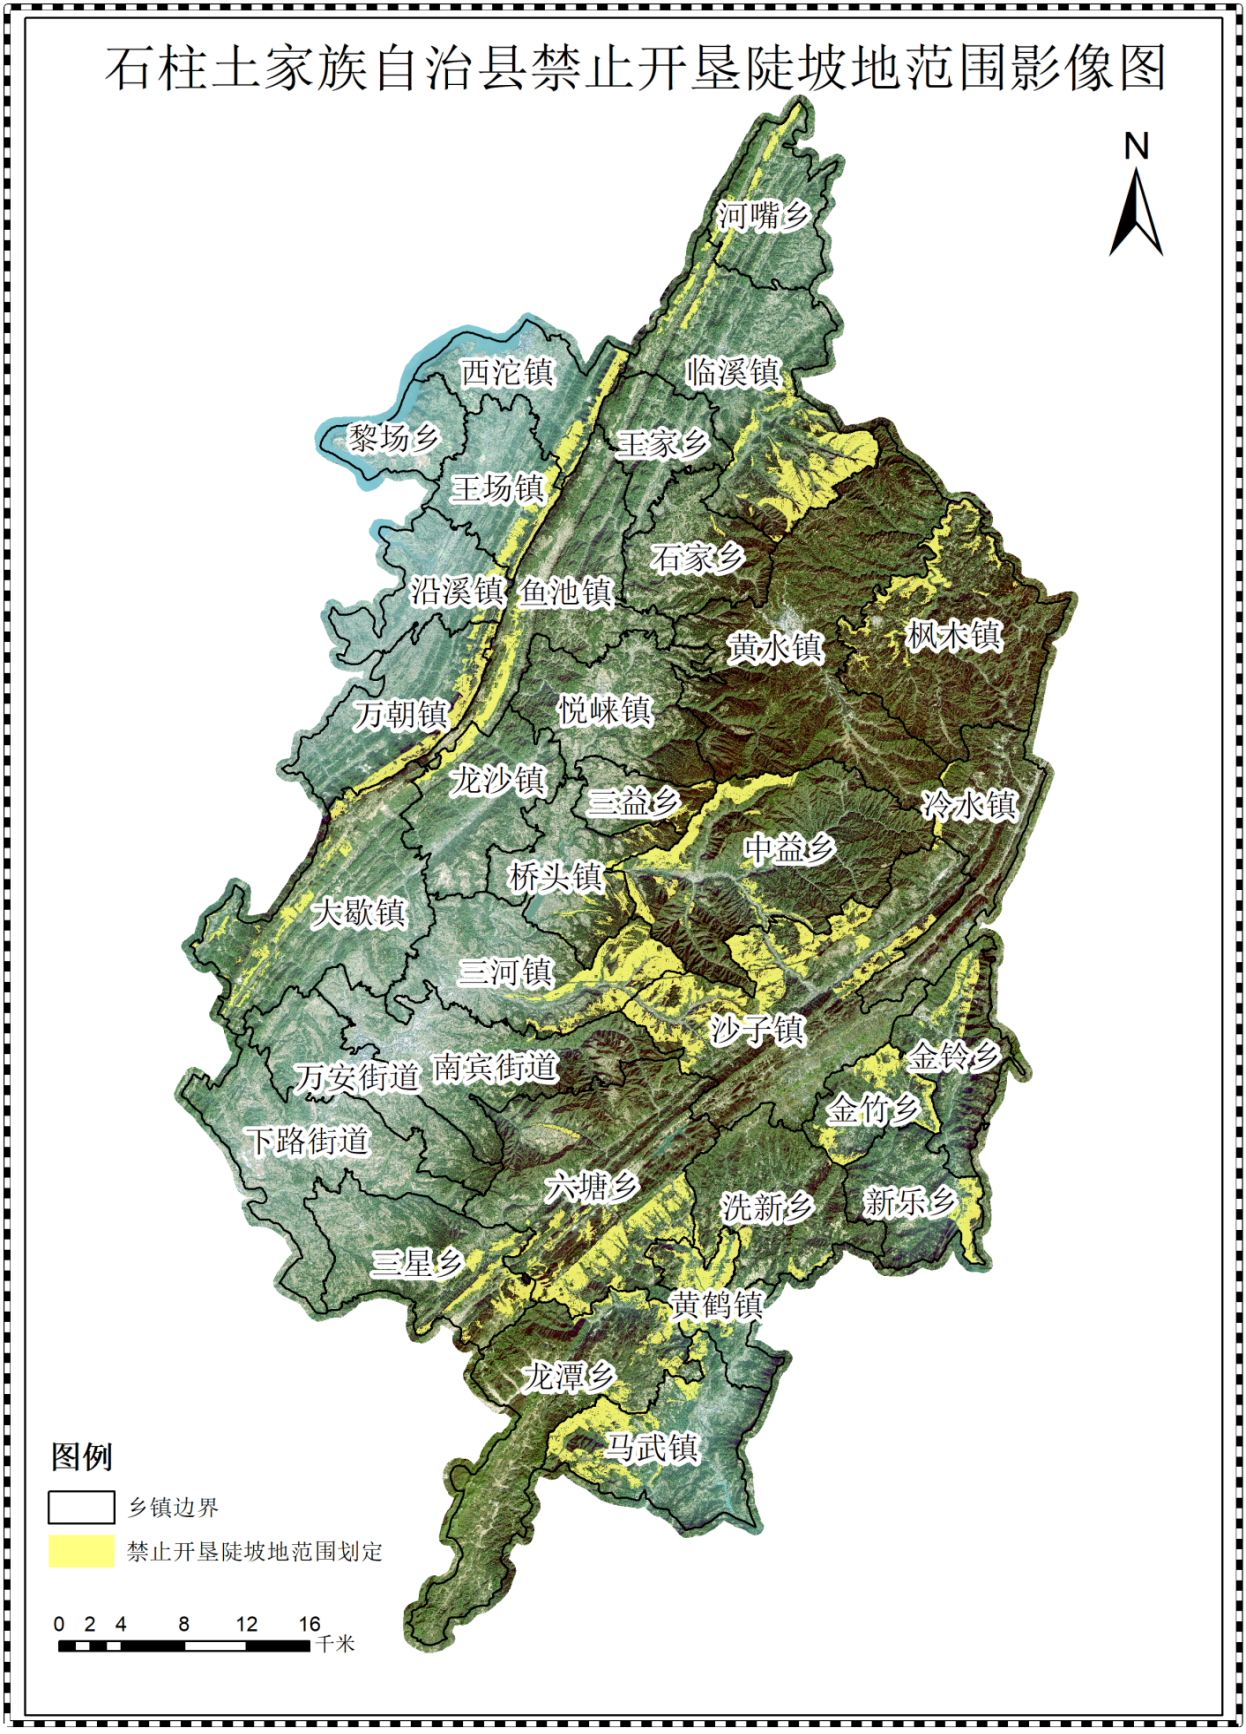 石柱土家族自治县禁止开垦陡坡地范围影像图
N
河嘴乡
西沱镇
临溪镇
黎场乡
王家乡
王场镇
石家乡
沿溪镇
鱼池镇
枫木镇
黄水镇
万朝镇
悦崃镇
龙沙镇
三益乡
冷水镇
中益乡
桥头镇
大歇镇
三河镇
沙子镇
金铃乡
南宾街道
万安街道
金竹乡
下路街道
六塘乡
洗新乡
新乐乡
三星乡
黄鹤镇
龙潭乡
马武镇
图例
乡镇边界
禁止开垦陡坡地范围划定
0 2 4 8 12 16
千米